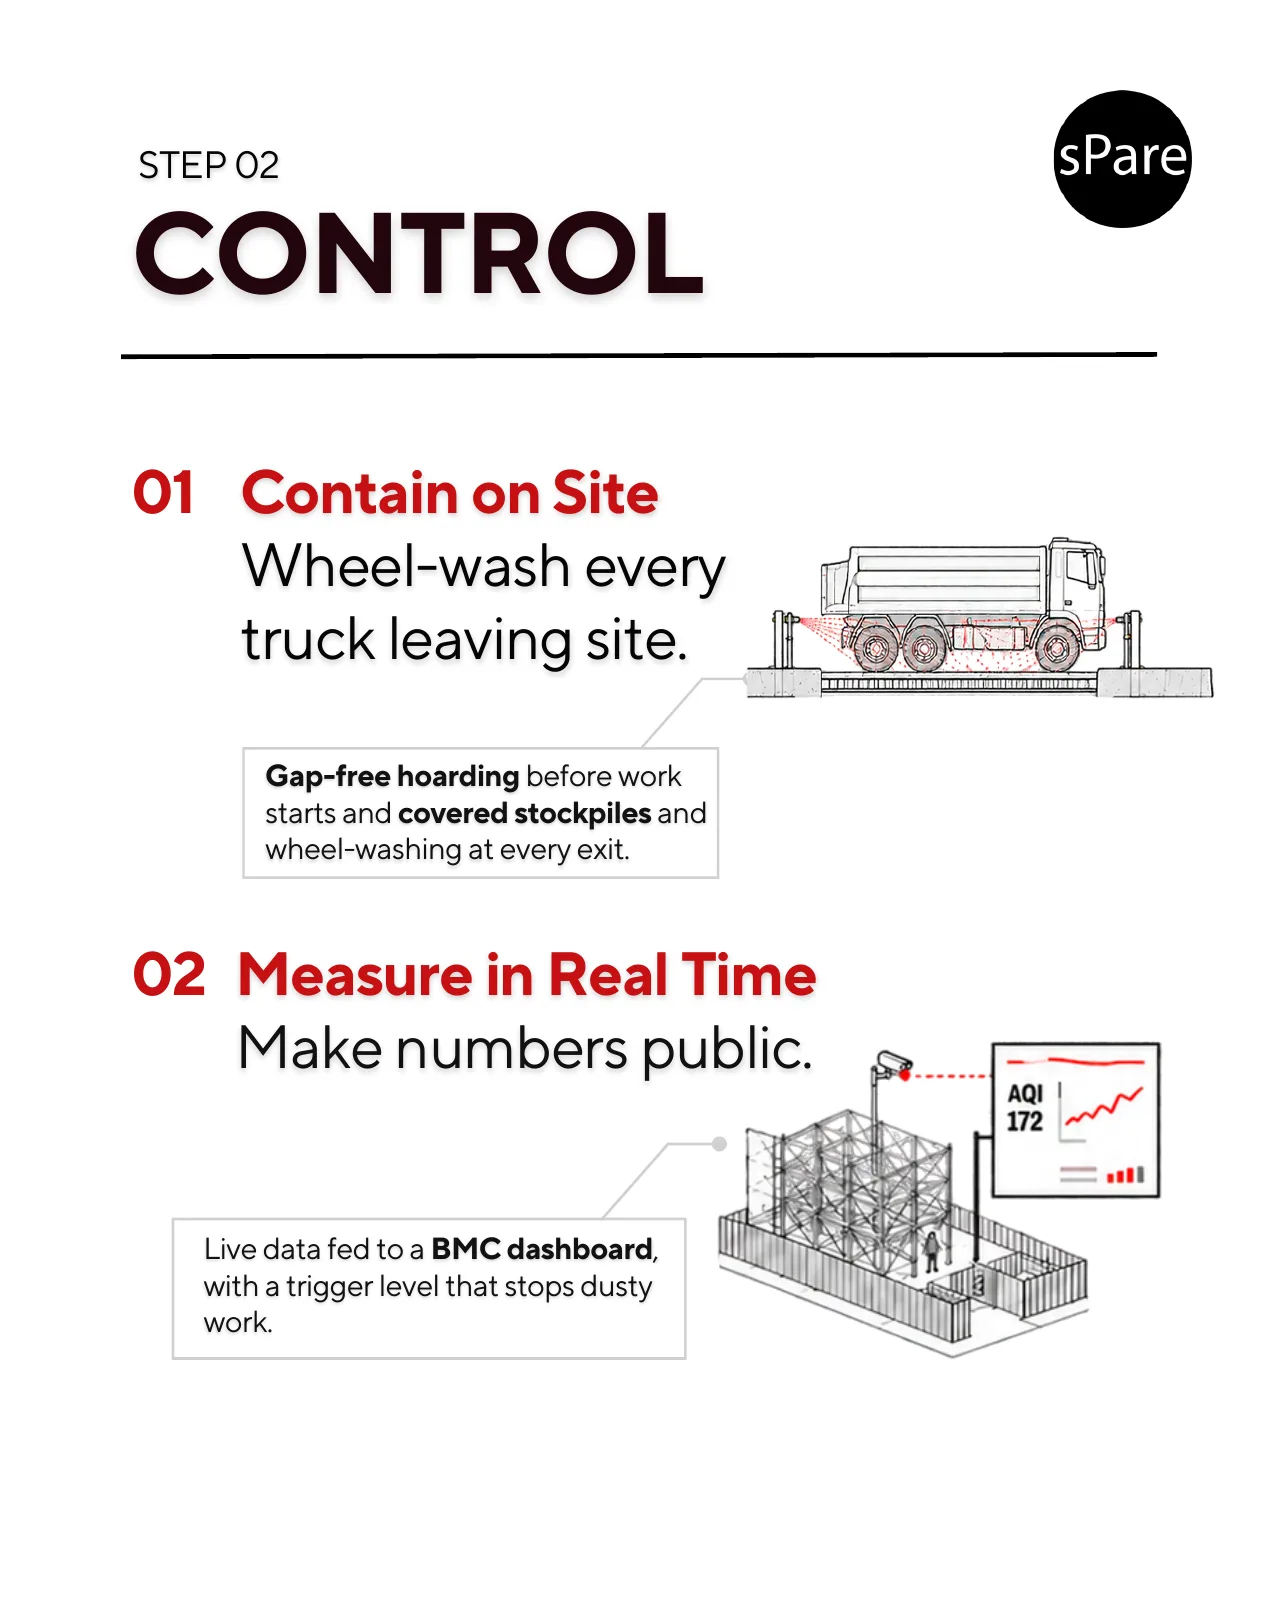 sPare
STEP 02
CONTROL
01 Contain on Site
Wheel-wash every
truck leaving site.
Gap-free hoarding before work
starts and covered stockpiles and
wheel-washing at every exit.
02 Measure in Real Time
Make numbers public.
AQI
172
Live data fed to a BMC dashboard,
with a trigger level that stops dusty
work.